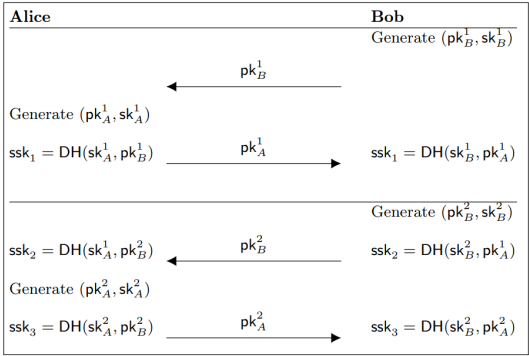 Alice Bob
Generate (pk_B^1, sk_B^1)
pk_B^1
Generate (pk_A^1, sk_A^1)
ssk_1 = DH(sk_A^1, pk_B^1) pk_A^1 ssk_1 = DH(sk_B^1, pk_A^1)
Generate (pk_B^2, sk_B^2)
ssk_2 = DH(sk_A^1, pk_B^2) pk_B^2 ssk_2 = DH(sk_B^2, pk_A^1)
Generate (pk_A^2, sk_A^2)
ssk_3 = DH(sk_A^2, pk_B^2) pk_A^2 ssk_3 = DH(sk_B^2, pk_A^2)